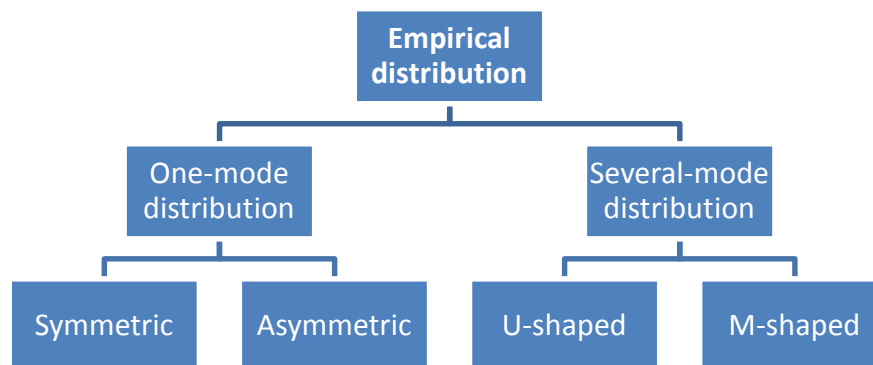 Empirical
distribution
One-mode
distribution
Several-mode
distribution
Symmetric
Asymmetric
U-shaped
M-shaped